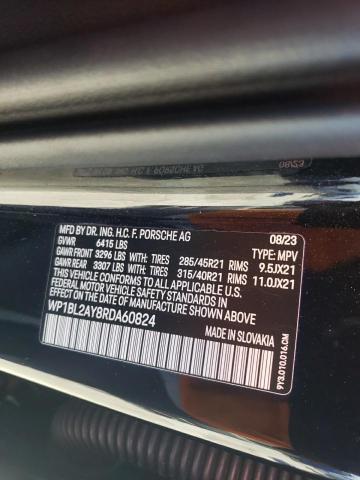 MFD BY DR. ING. H.C. F. PORSCHE AG 08/23
GVWR 6415 LBS TYPE: MPV
GAWR FRONT 3296 LBS WITH: TIRES 285/45R21 RIMS 9.5JX21
GAWR REAR 3307 LBS WITH: TIRES 315/40R21 RIMS 11.0JX21
THIS VEHICLE CONFORMS TO ALL APPLICABLE
FEDERAL MOTOR VEHICLE SAFETY STANDARDS
IN EFFECT ON THE DATE OF MANUFACTURE SHOWN ABOVE.
WP1BL2AY8RDA60824
MADE IN SLOVAKIA
9Y3.010.016.CM